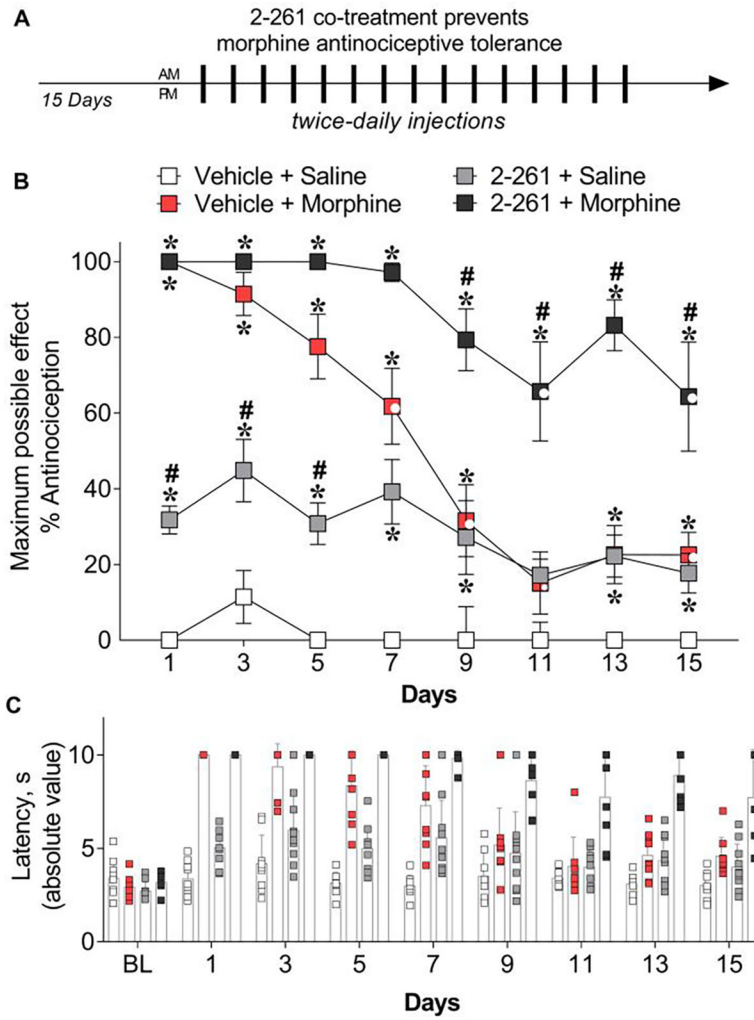 A
2-261 co-treatment prevents
morphine antinociceptive tolerance
AM
PM
15 Days
twice-daily injections
B
Vehicle + Saline
2-261 + Saline
Vehicle + Morphine
2-261 + Morphine
Maximum possible effect
% Antinociception
100
80
60
40
20
0
* * * * # * # * # * # *
* * * * * * *
# * # * # * * * * *
1 3 5 7 9 11 13 15
Days
C
Latency, s
(absolute value)
10
5
0
BL 1 3 5 7 9 11 13 15
Days